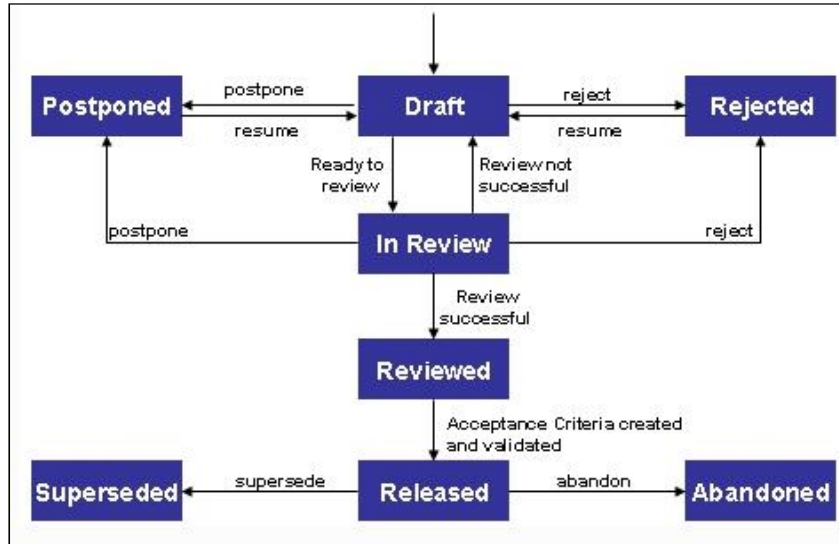 postpone
reject
Postponed
Draft
Rejected
resume
resume
Ready to
review
Review not
successful
postpone
In Review
reject
Review
successful
Reviewed
Acceptance Criteria created
and validated
Superseded
supersede
Released
abandon
Abandoned